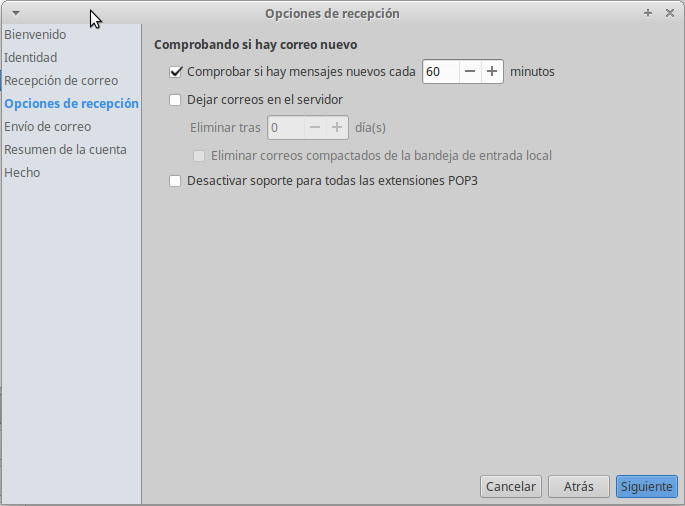 Opciones de recepción
Bienvenido
Identidad
Recepción de correo
Opciones de recepción
Envío de correo
Resumen de la cuenta
Hecho
Comprobando si hay correo nuevo
Comprobar si hay mensajes nuevos cada 60 minutos
Dejar correos en el servidor
Eliminar tras 0 día(s)
Eliminar correos compactados de la bandeja de entrada local
Desactivar soporte para todas las extensiones POP3
Cancelar Atrás Siguiente